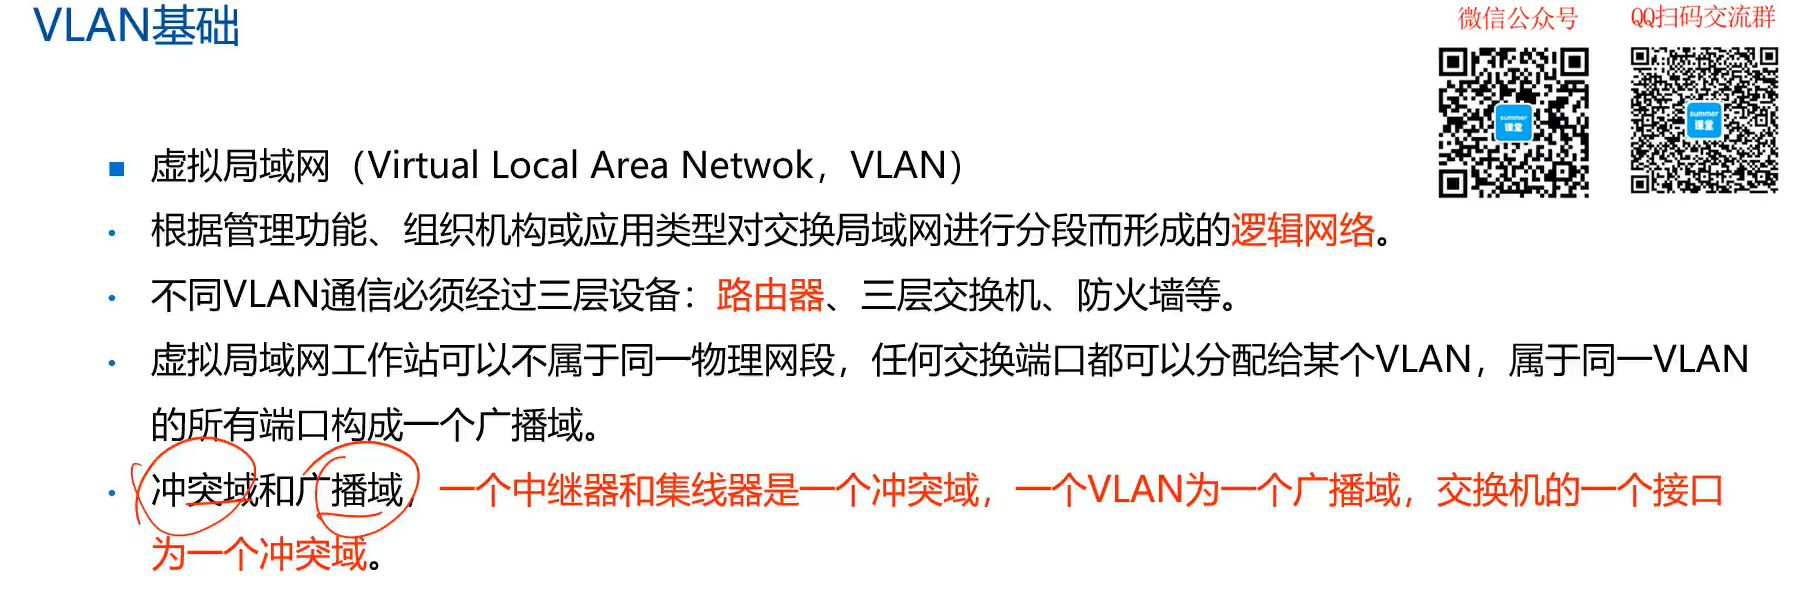 VLAN基础
微信公众号
QQ扫码交流群
summer
课堂
summer
课堂
虚拟局域网（Virtual Local Area Netwok，VLAN）
根据管理功能、组织机构或应用类型对交换局域网进行分段而形成的逻辑网络。
不同VLAN通信必须经过三层设备：路由器、三层交换机、防火墙等。
虚拟局域网工作站可以不属于同一物理网段，任何交换端口都可以分配给某个VLAN，属于同一VLAN
的所有端口构成一个广播域。
冲突域和广播域，一个中继器和集线器是一个冲突域，一个VLAN为一个广播域，交换机的一个接口
为一个冲突域。